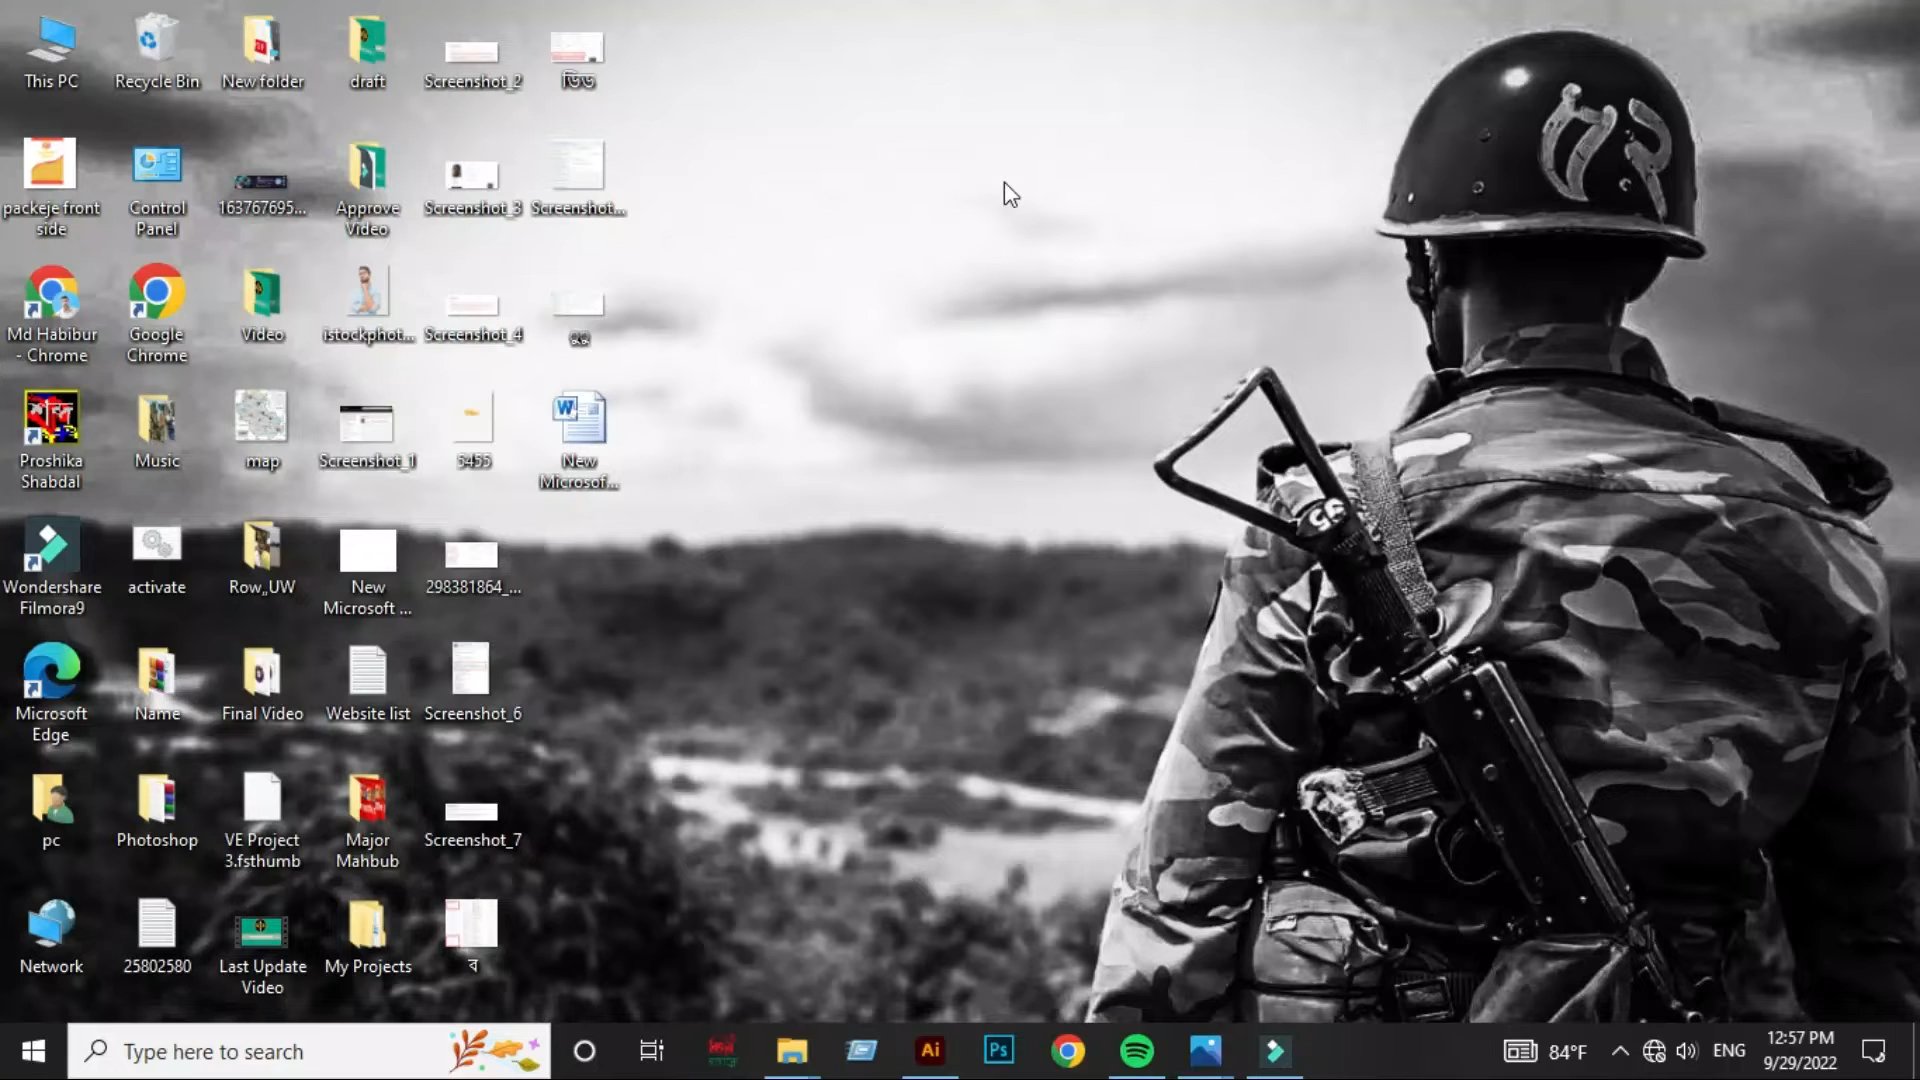 This PC
Recycle Bin
New folder
draft
Screenshot_2
ডিড
packeje front
side
Control
Panel
163767695...
Approve
Video
Screenshot_3
Screenshot...
Md Habibur
- Chrome
Google
Chrome
Video
istockphot...
Screenshot_4
Proshika
Shabdal
Music
map
Screenshot_1
5455
New
Microsof...
Wondershare
Filmora9
activate
Row,,UW
New
Microsoft ...
298381864_...
Microsoft
Edge
Name
Final Video
Website list
Screenshot_6
pc
Photoshop
VE Project
3.fsthumb
Major
Mahbub
Screenshot_7
Network
25802580
Last Update
Video
My Projects
ব
৭২
95
Type here to search
Ai
Ps
84°F
ENG
12:57 PM
9/29/2022